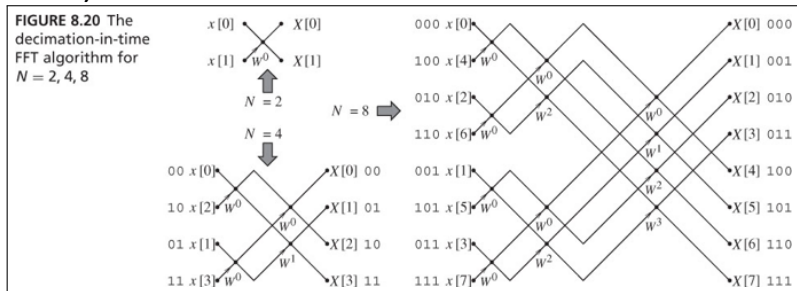 FIGURE 8.20 The
decimation-in-time
FFT algorithm for
N = 2, 4, 8
x[0] X[0]
x[1] W⁰ X[1]
N = 2
N = 4
00 x[0] X[0] 00
10 x[2] W⁰ X[1] 01
W⁰
01 x[1] X[2] 10
W¹
11 x[3] W⁰ X[3] 11
N = 8
000 x[0] X[0] 000
100 x[4] W⁰ X[1] 001
W⁰
010 x[2] X[2] 010
W² W⁰
110 x[6] W⁰ X[3] 011
W¹
001 x[1] X[4] 100
W²
101 x[5] W⁰ X[5] 101
W⁰ W³
011 x[3] X[6] 110
W²
111 x[7] W⁰ X[7] 111